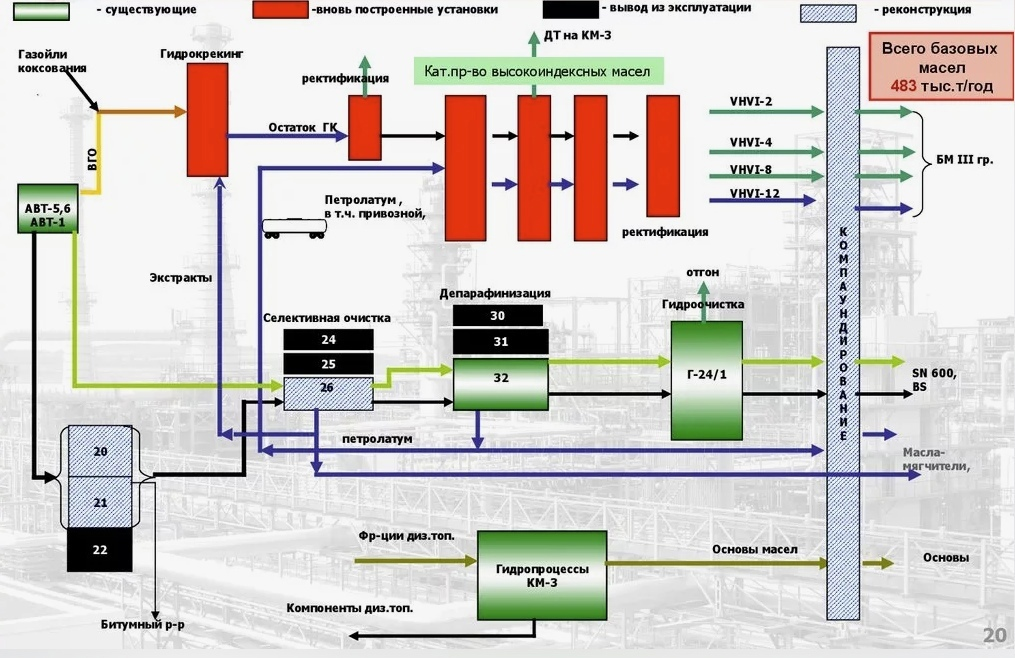 - существующие
-вновь построенные установки
- вывод из эксплуатации
- реконструкция
Газойли
коксования
Гидрокрекинг
ректификация
ДТ на КМ-3
Кат.пр-во высокоиндексных масел
Всего базовых
масел
483 тыс.т/год
ВГО
Остаток ГК
VHVI-2
VHVI-4
VHVI-8
VHVI-12
БМ III гр.
АВТ-5,6
АВТ-1
Петролатум ,
в т.ч. привозной,
ректификация
Экстракты
КОМПАУНДИРОВАНИЕ
Селективная очистка
24
25
26
Депарафинизация
30
31
32
отгон
Гидроочистка
Г-24/1
SN 600,
BS
петролатум
Масла-
мягчители,
20
21
22
Битумный р-р
Фр-ции диз.топ.
Гидропроцессы
КМ-3
Основы масел
Основы
Компоненты диз.топ.
20